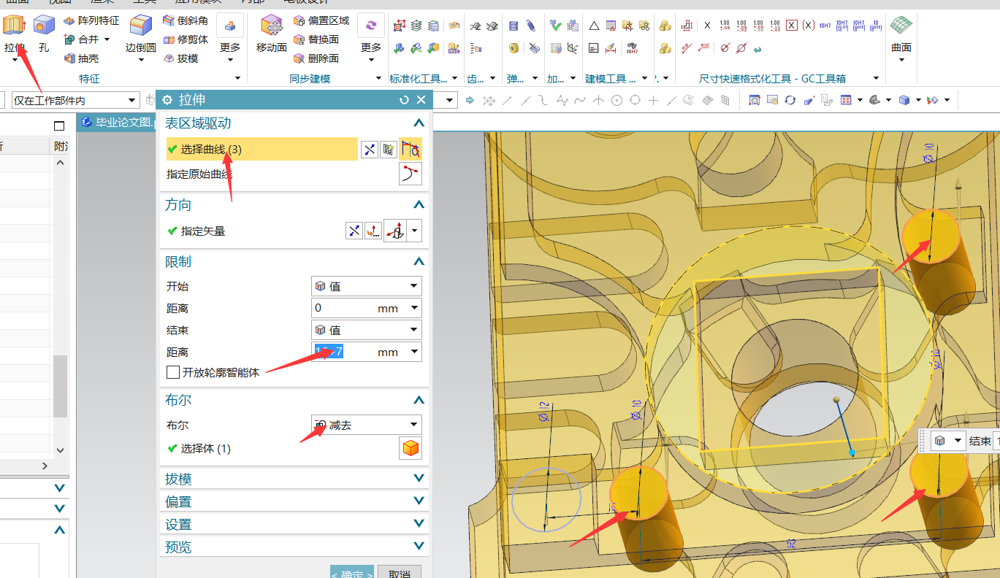 阵列特征
倒斜角
偏置区域
合并
修剪体
替换面
拉伸
孔
抽壳
边倒圆
拔模
更多
移动面
删除面
更多
曲面
特征
同步建模
标准化工具...
齿...
弹...
加...
建模工具 ...
尺寸快速格式化工具 - GC工具箱
仅在工作部件内
拉伸
毕业论文图.
附注
表区域驱动
选择曲线 (3)
指定原始曲线
方向
指定矢量
限制
开始
值
距离
0
mm
结束
值
距离
mm
开放轮廓智能体
布尔
布尔
减去
选择体 (1)
拔模
偏置
设置
预览
< 确定 >
取消
Ø10
Ø12
Ø10
52
结束